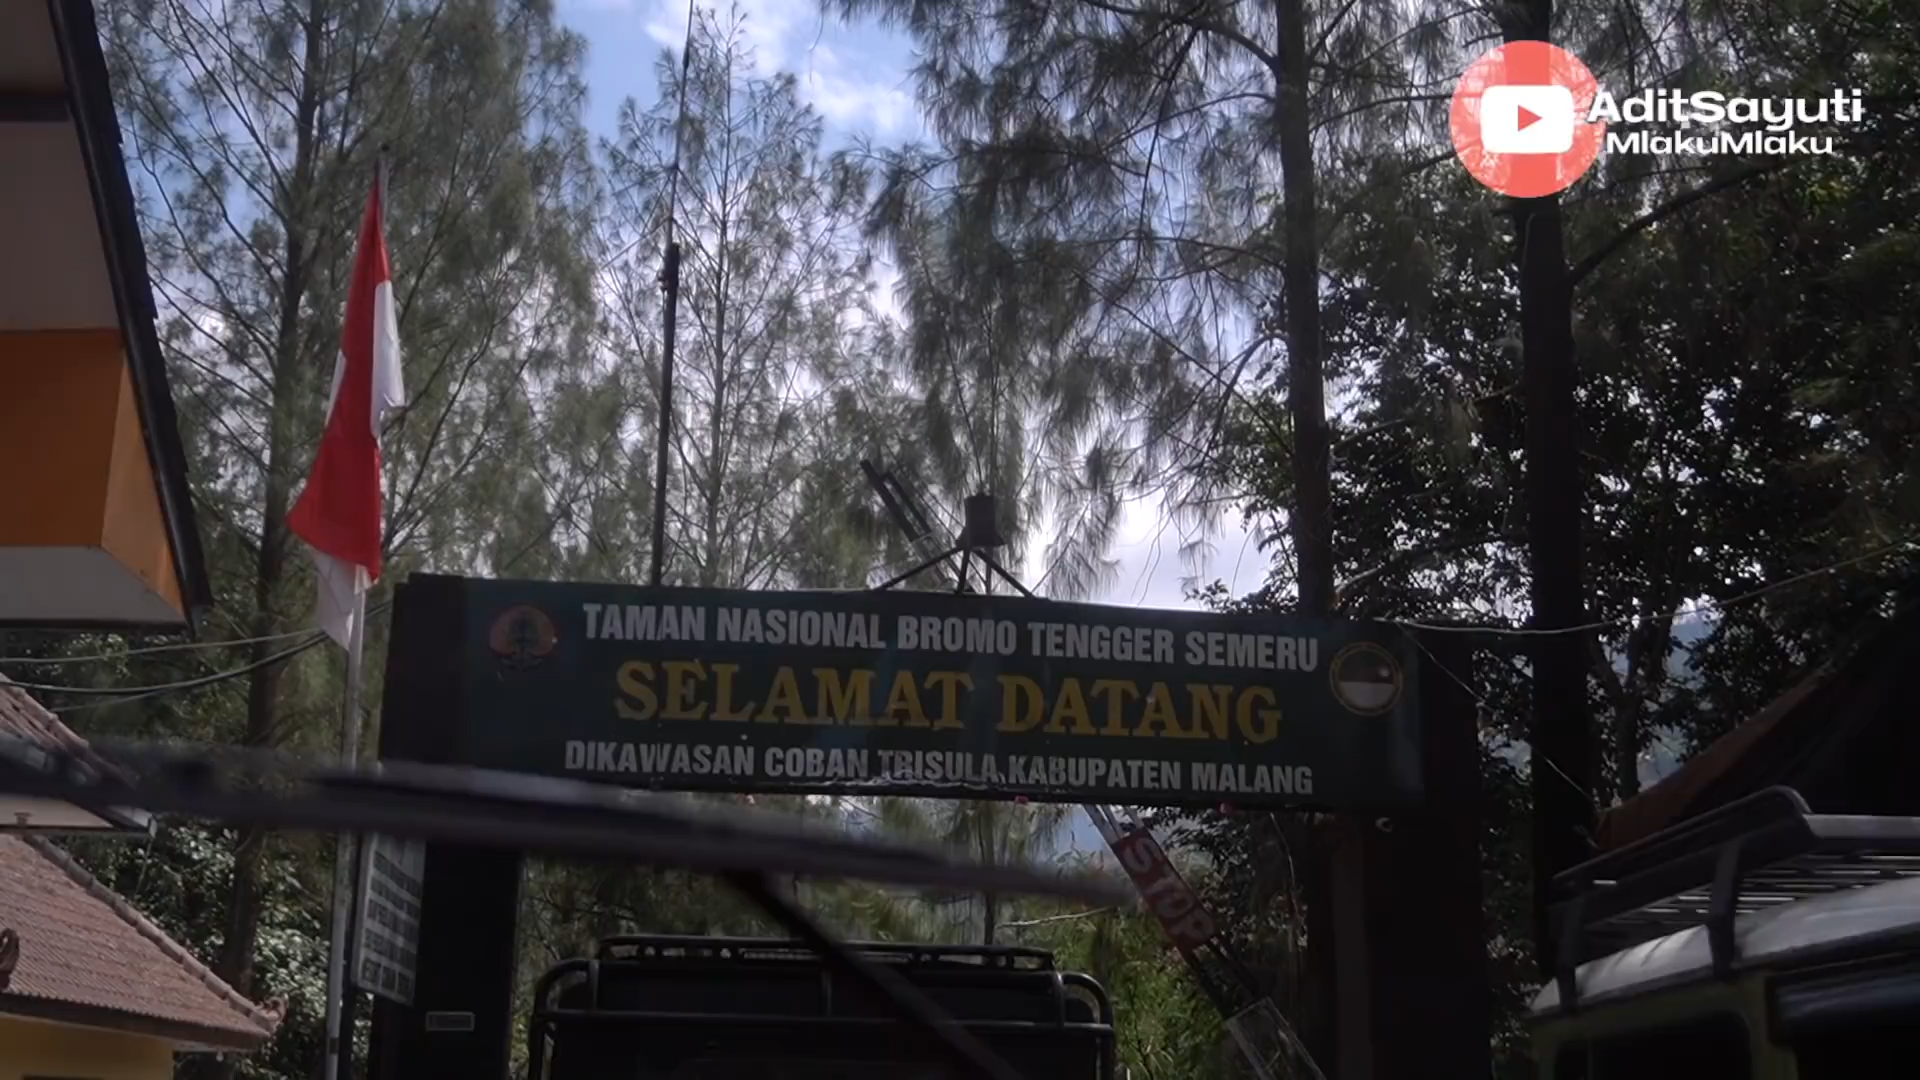 AditSayuti
MlakuMlaku
TAMAN NASIONAL BROMO TENGGER SEMERU
SELAMAT DATANG
DIKAWASAN COBAN TRISULA KABUPATEN MALANG
STOP